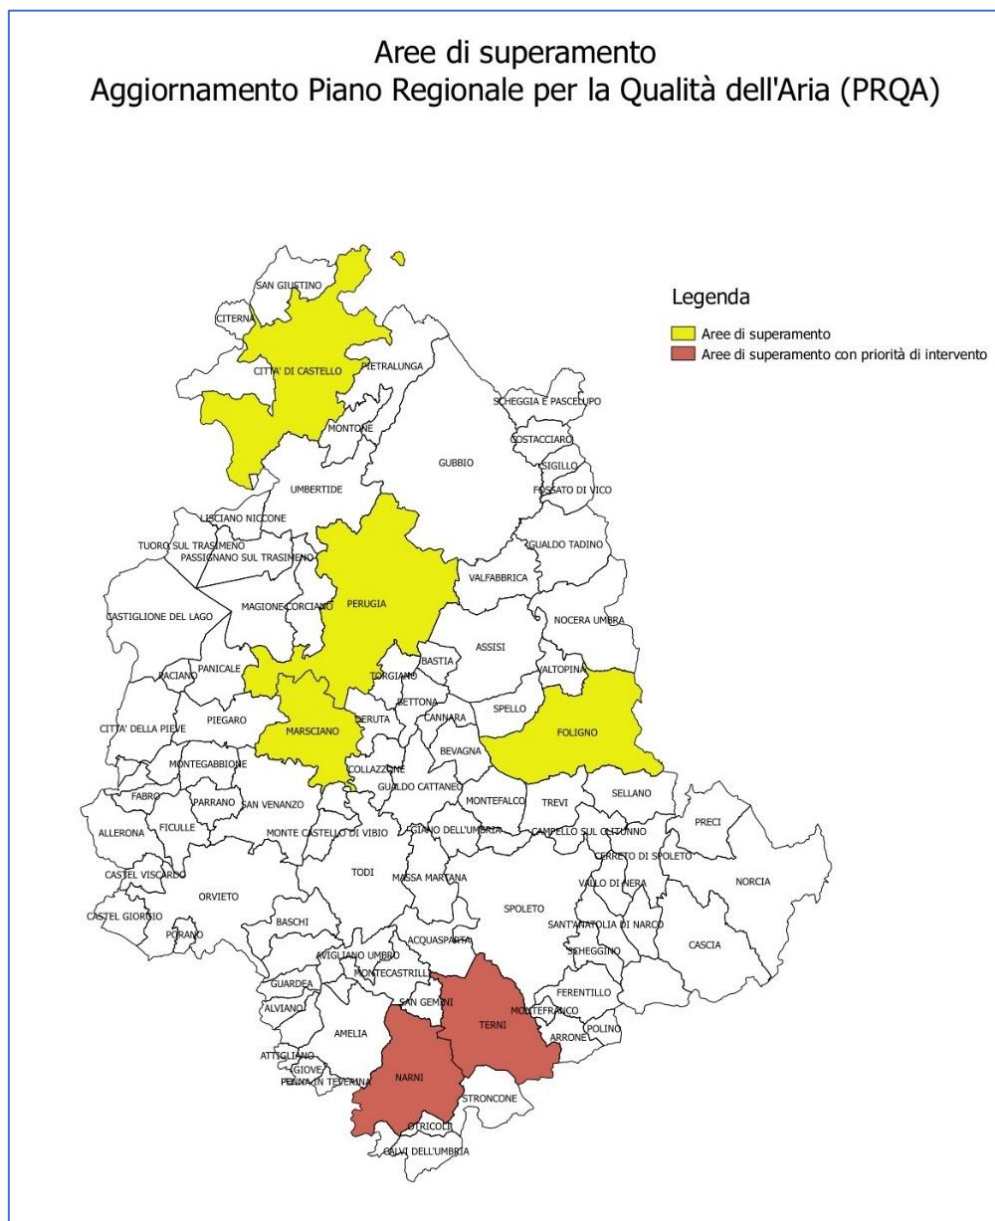 Aree di superamento
Aggiornamento Piano Regionale per la Qualità dell'Aria (PRQA)
Legenda
Aree di superamento
Aree di superamento con priorità di intervento
SAN GIUSTINO
CITERNA
CITTA' DI CASTELLO
PIETRALUNGA
SCHEGGIA E PASCELUPO
MONTONE
COSTACCIARO
GUBBIO
SIGILLO
UMBERTIDE
FOSSATO DI VICO
LISCIANO NICCONE
TUORO SUL TRASIMENO
GUALDO TADINO
PASSIGNANO SUL TRASIMENO
VALFABBRICA
CASTIGLIONE DEL LAGO
MAGIONE
CORCIANO
PERUGIA
NOCERA UMBRA
ASSISI
BASTIA
PANICALE
PACIANO
TORGIANO
VALTOPINA
BETTONA
SPELLO
CITTA' DELLA PIEVE
PIEGARO
DERUTA
CANNARA
MARSCIANO
FOLIGNO
BEVAGNA
MONTEGABBIONE
COLLAZZONE
GUALDO CATTANEO
FABRO
PARRANO
SAN VENANZO
MONTEFALCO
TREVI
SELLANO
ALLERONA
FICULLE
MONTE CASTELLO DI VIBIO
GIANO DELL'UMBRIA
CAMPELLO SUL CLITUNNO
PRECI
CERRETO DI SPOLETO
CASTEL VISCARDO
TODI
MASSA MARTANA
VALLO DI NERA
NORCIA
ORVIETO
CASTEL GIORGIO
SPOLETO
BASCHI
SANT'ANATOLIA DI NARCO
PORANO
ACQUASPARTA
CASCIA
AVIGLIANO UMBRO
SCHEGGINO
MONTECASTRILLI
GUARDEA
FERENTILLO
SAN GEMINI
ALVIANO
MONTEFRANCO
TERNI
AMELIA
POLINO
ARRONE
ATTIGLIANO
GIOVE
NARNI
PENNA IN TEVERINA
STRONCONE
OTRICOLI
CALVI DELL'UMBRIA